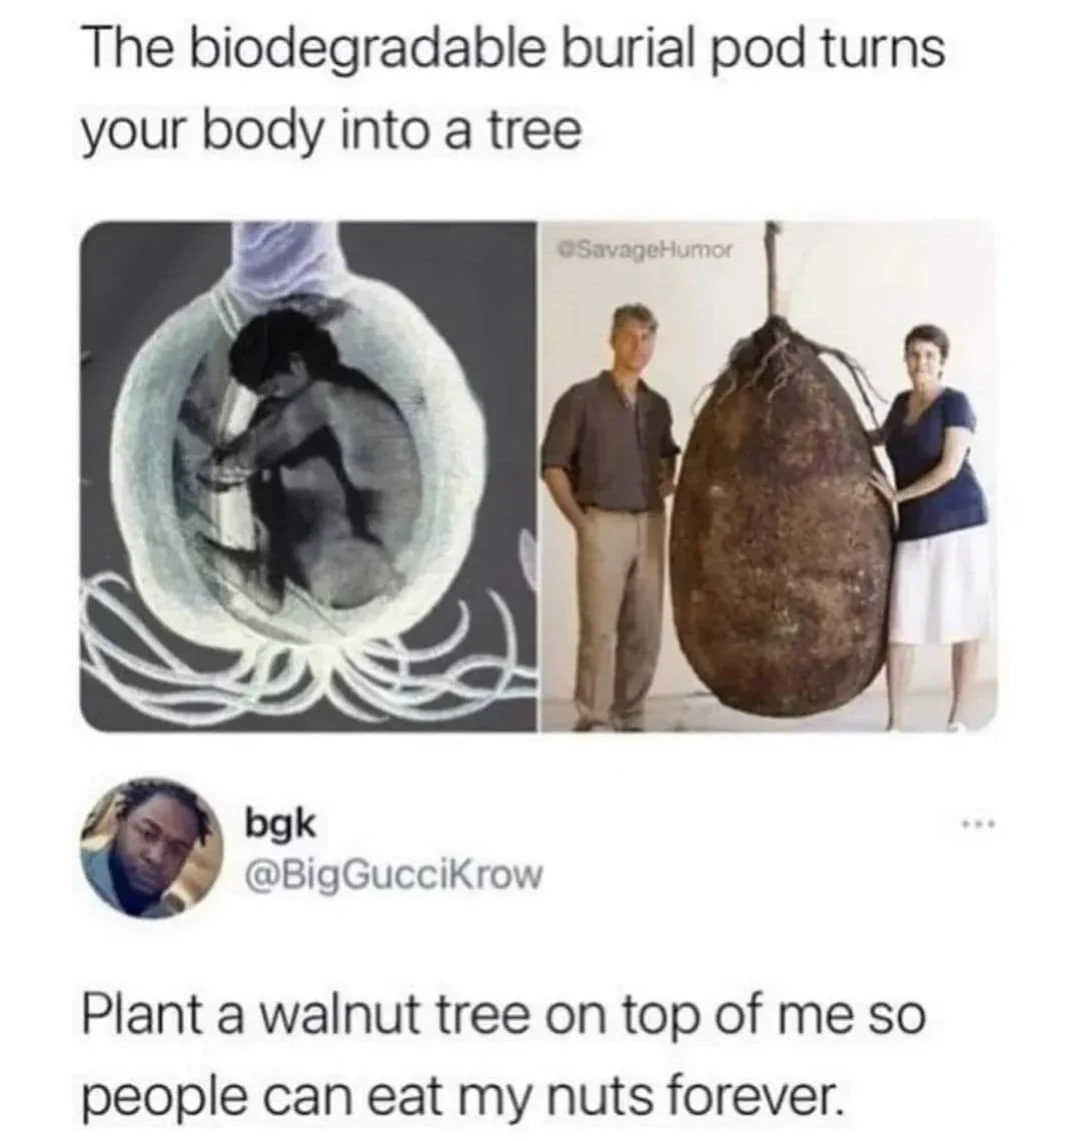 The biodegradable burial pod turns
your body into a tree
@SavageHumor
bgk
@BigGucciKrow
Plant a walnut tree on top of me so
people can eat my nuts forever.